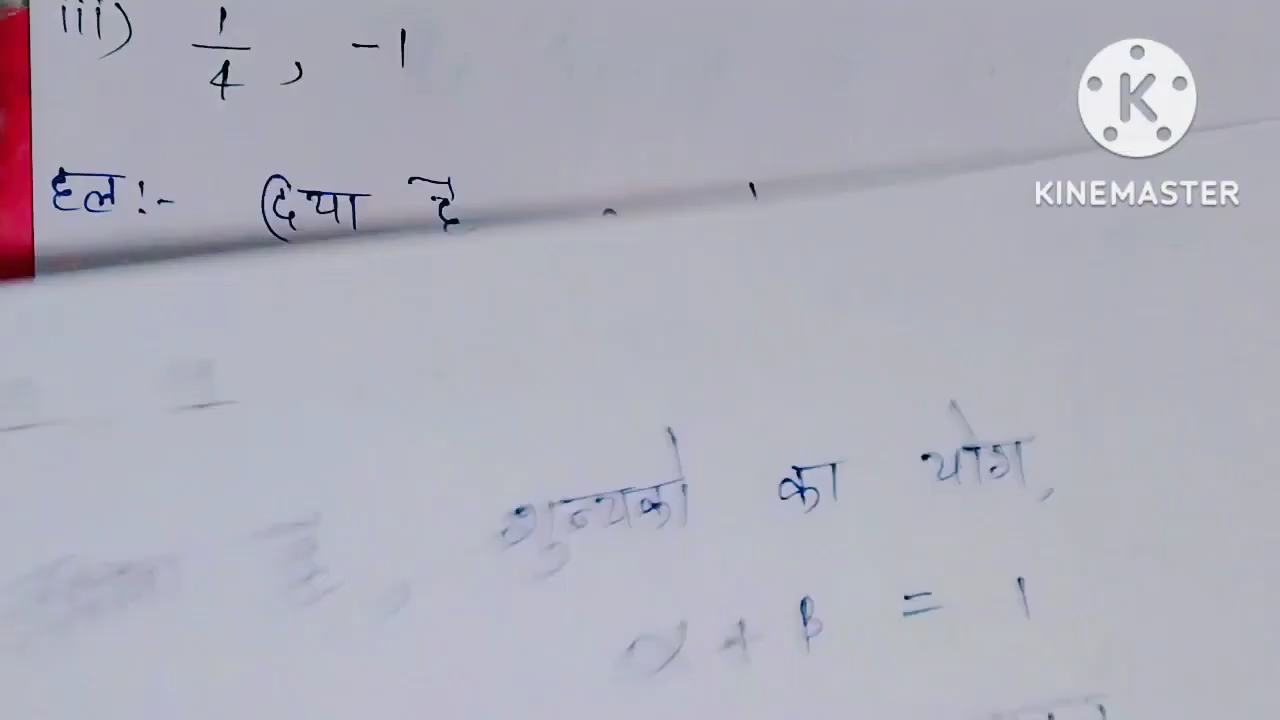 iii) 1/4 , -1
K
KINEMASTER
हल :- दिया है
शुन्यको का योग,
α + β = 1